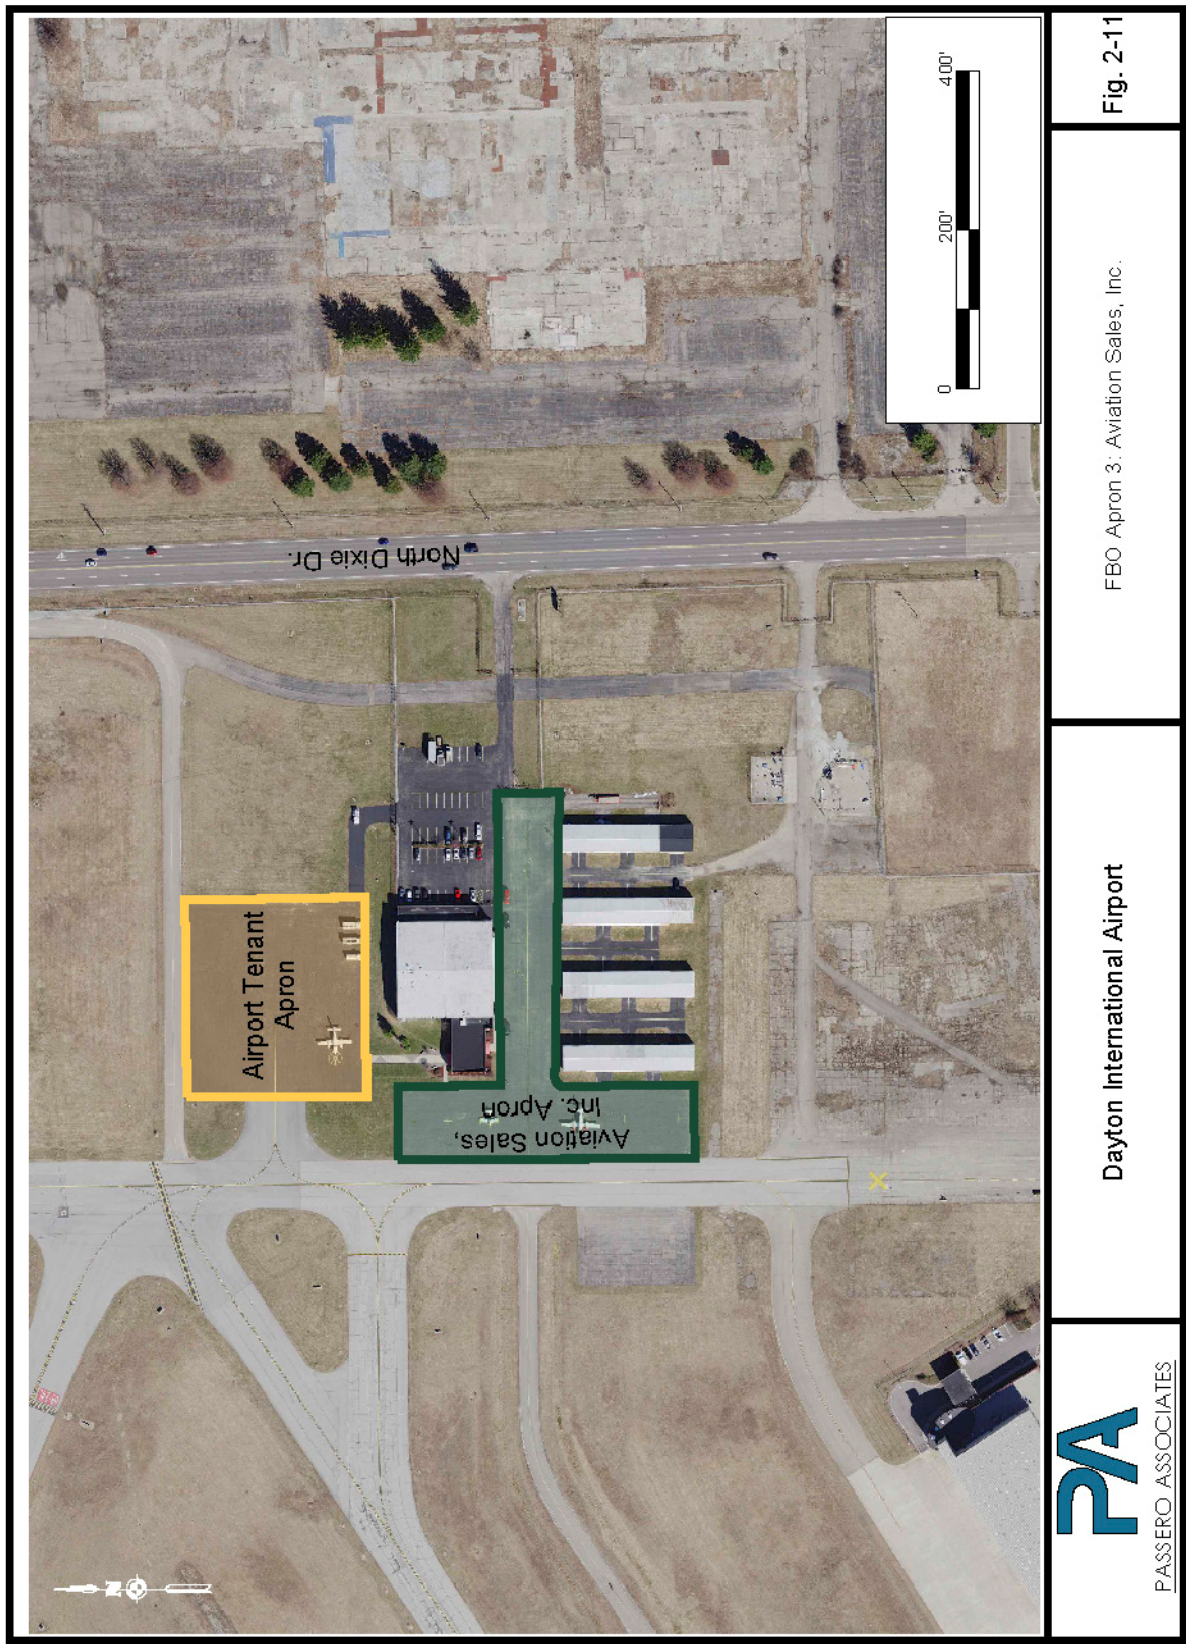 Airport Tenant
Apron
Aviation Sales,
Inc. Apron
North Dixie Dr.
N
0
200'
400'
PA
PASSERO ASSOCIATES
Dayton International Airport
FBO Apron 3: Aviation Sales, Inc.
Fig. 2-11